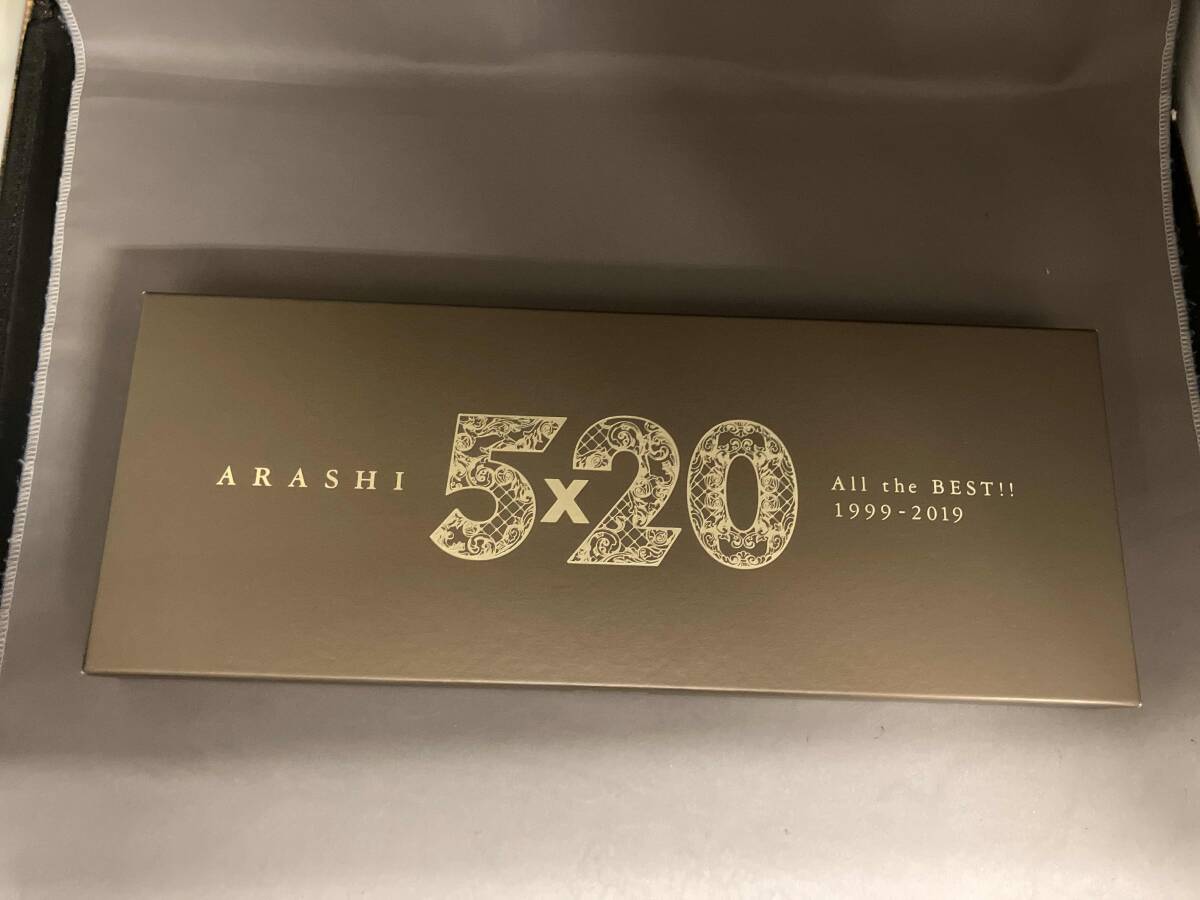 ARASHI
5x20
All the BEST!!
1999-2019